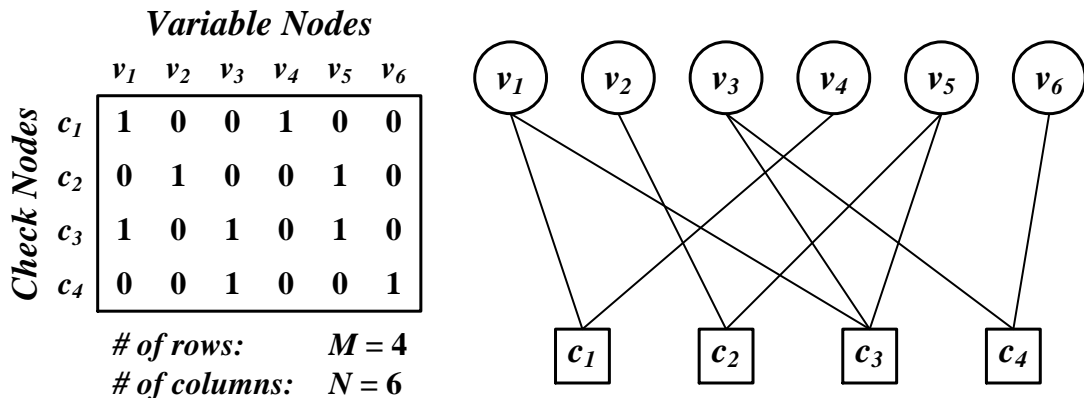 Variable Nodes
v1 v2 v3 v4 v5 v6
Check Nodes
c1 1 0 0 1 0 0
c2 0 1 0 0 1 0
c3 1 0 1 0 1 0
c4 0 0 1 0 0 1
# of rows: M = 4
# of columns: N = 6
v1 v2 v3 v4 v5 v6
c1 c2 c3 c4